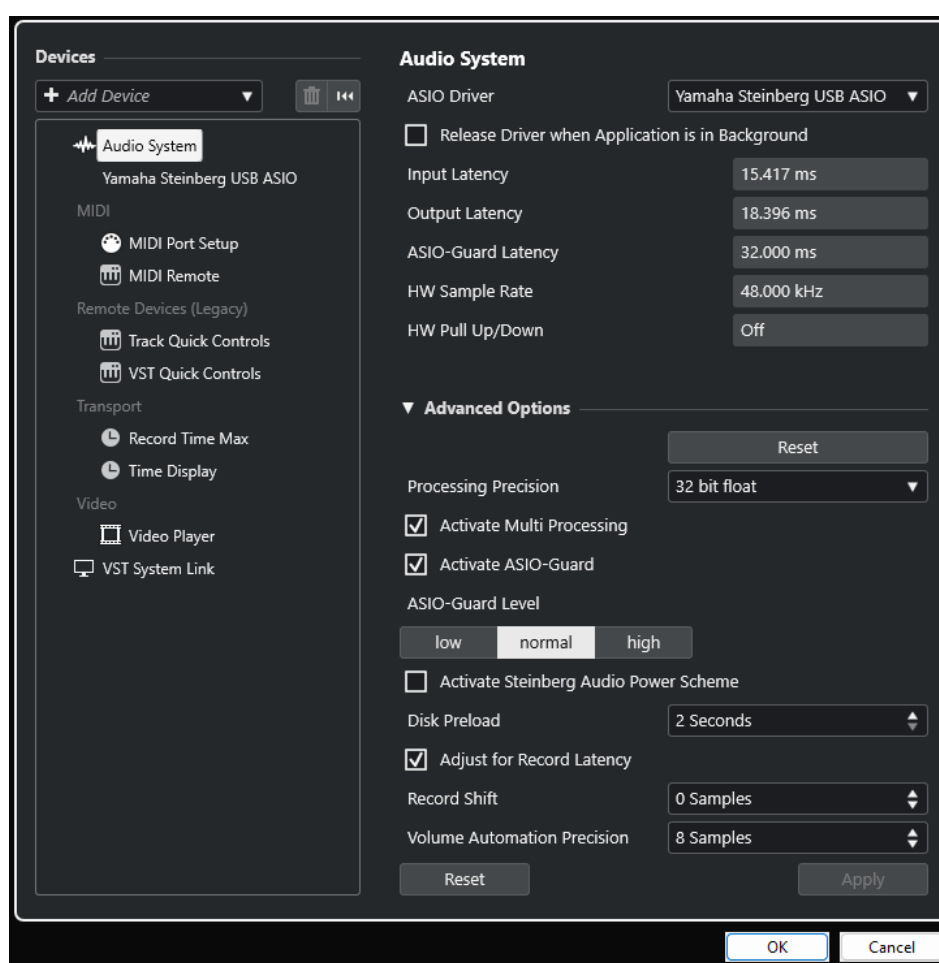 Devices
Add Device
Audio System
Yamaha Steinberg USB ASIO
MIDI
MIDI Port Setup
MIDI Remote
Remote Devices (Legacy)
Track Quick Controls
VST Quick Controls
Transport
Record Time Max
Time Display
Video
Video Player
VST System Link
Audio System
ASIO Driver Yamaha Steinberg USB ASIO
Release Driver when Application is in Background
Input Latency 15.417 ms
Output Latency 18.396 ms
ASIO-Guard Latency 32.000 ms
HW Sample Rate 48.000 kHz
HW Pull Up/Down Off
Advanced Options
Reset
Processing Precision 32 bit float
Activate Multi Processing
Activate ASIO-Guard
ASIO-Guard Level
low normal high
Activate Steinberg Audio Power Scheme
Disk Preload 2 Seconds
Adjust for Record Latency
Record Shift 0 Samples
Volume Automation Precision 8 Samples
Reset Apply
OK Cancel